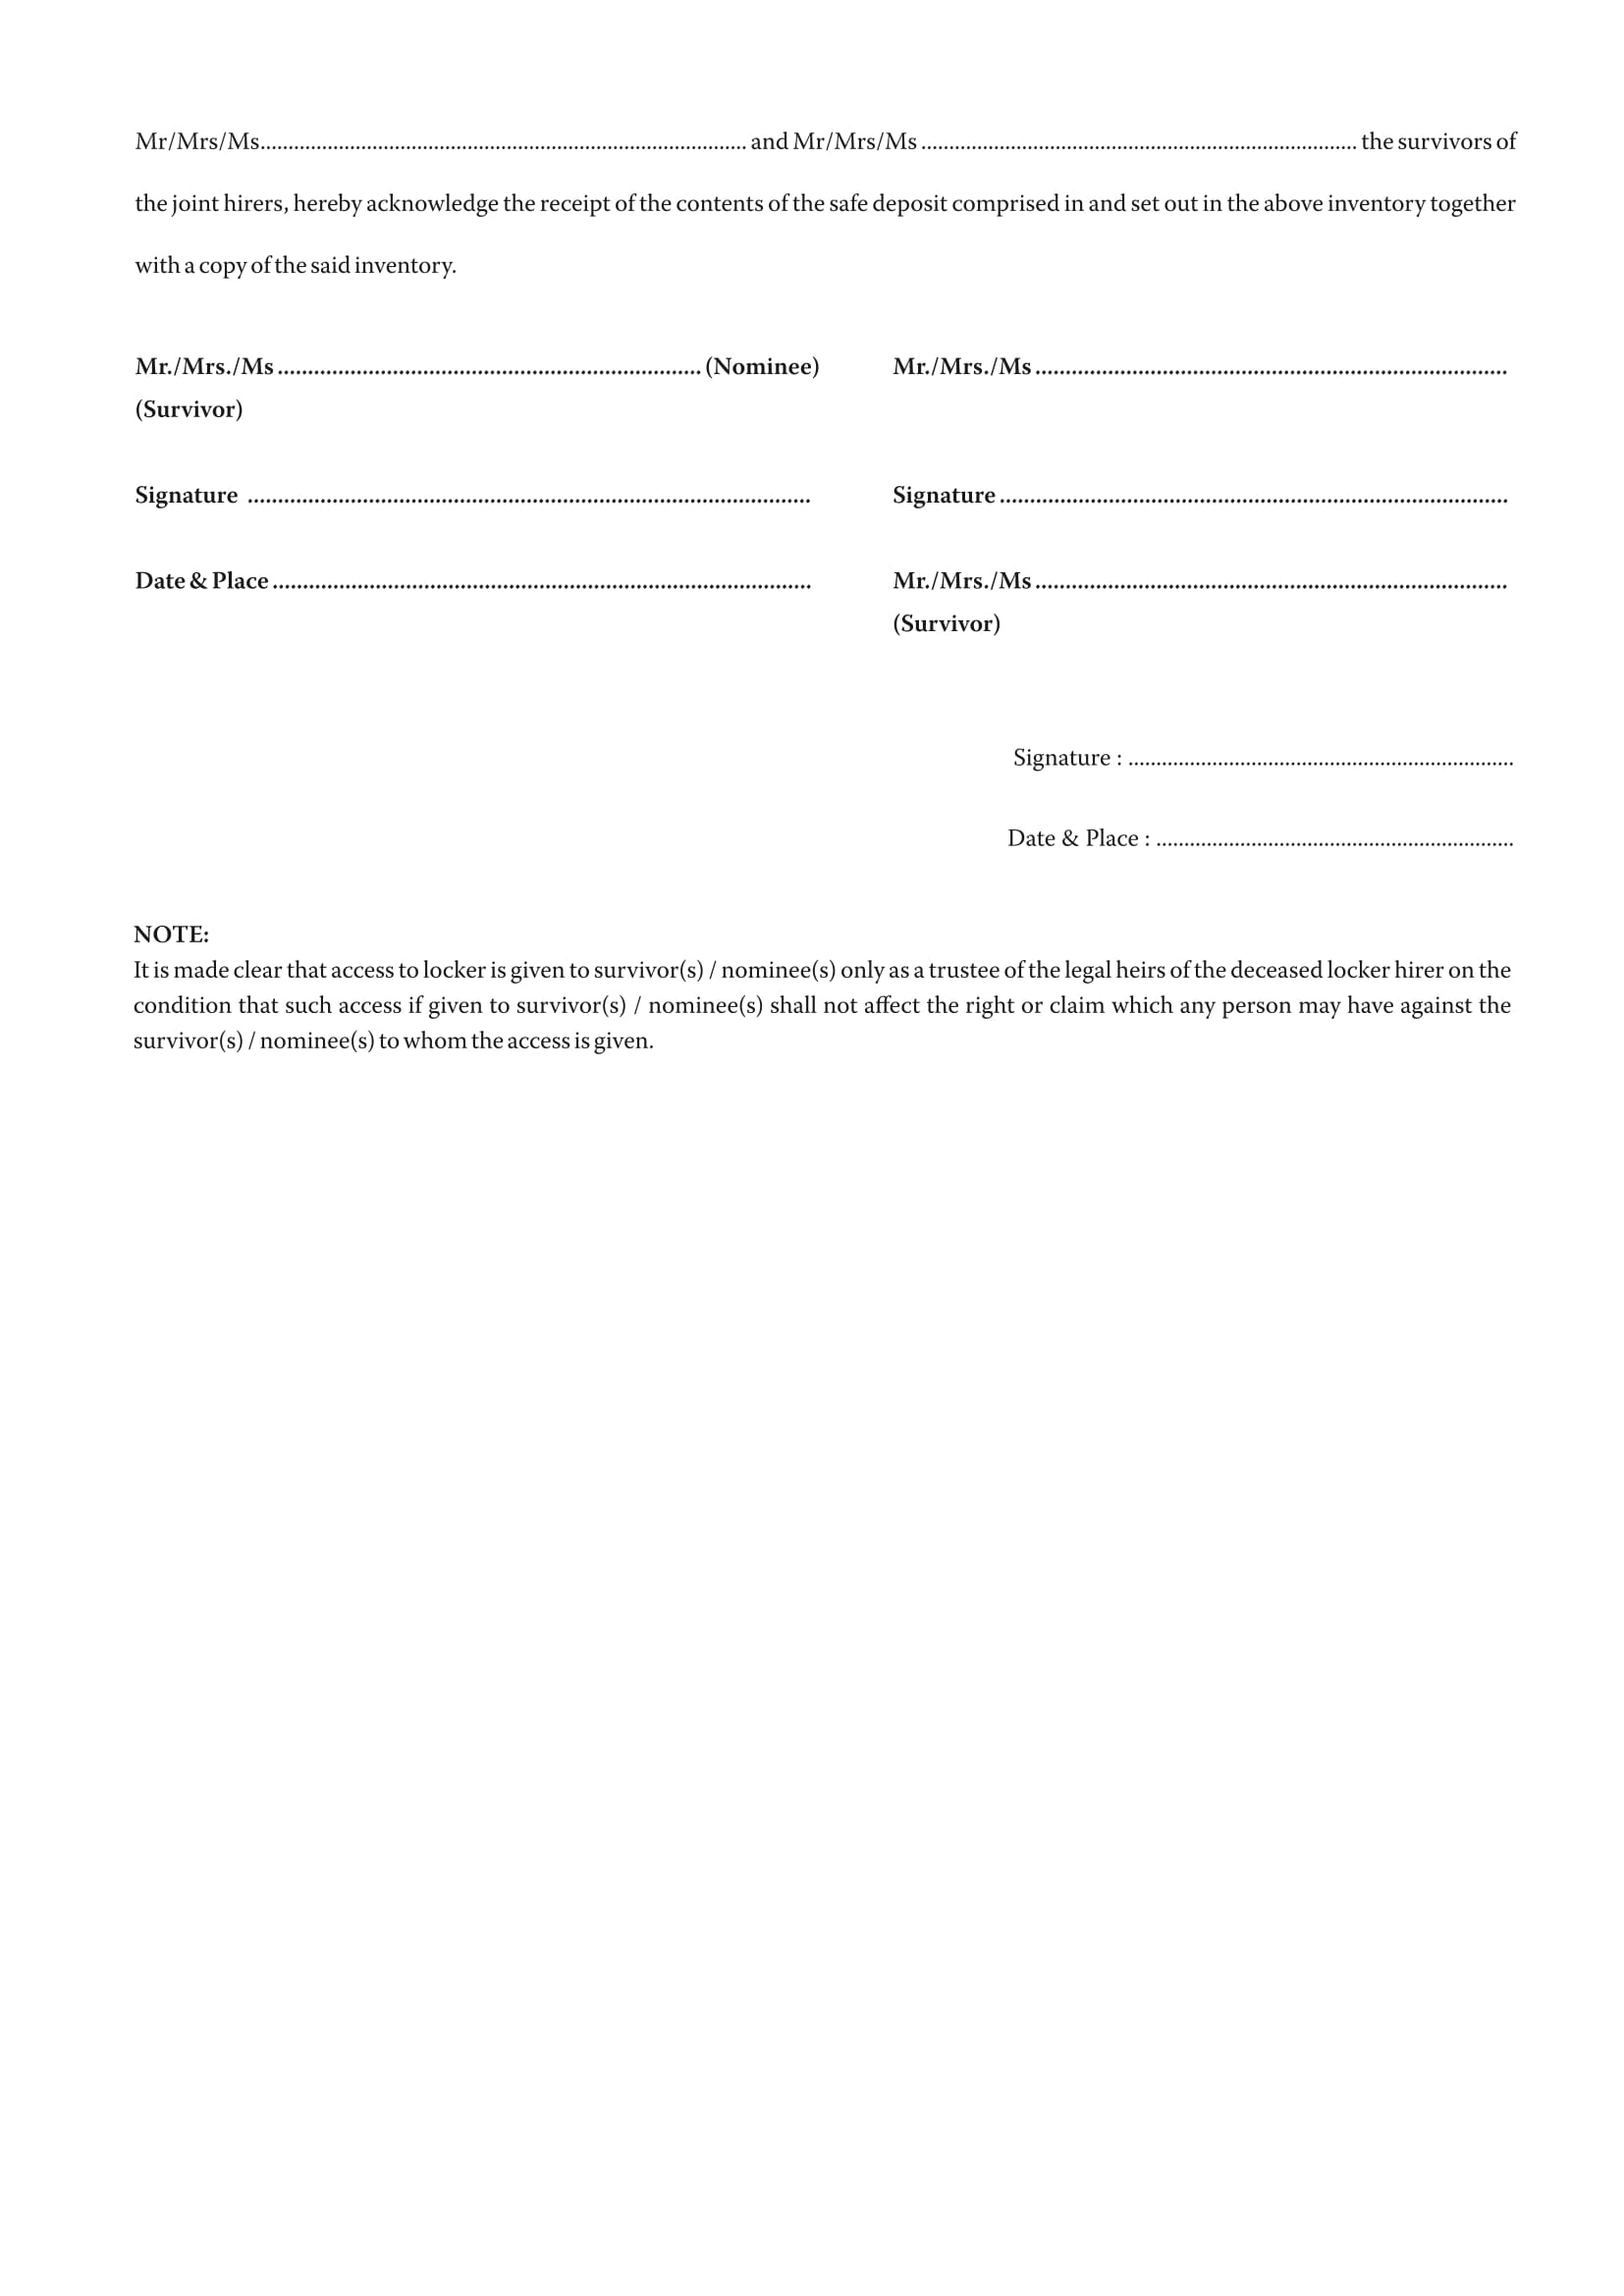 Mr/Mrs/Ms....................................................................................... and Mr/Mrs/Ms .............................................................................. the survivors of
the joint hirers, hereby acknowledge the receipt of the contents of the safe deposit comprised in and set out in the above inventory together
with a copy of the said inventory.
Mr./Mrs./Ms ...................................................................... (Nominee) Mr./Mrs./Ms ..............................................................................
(Survivor)
Signature ............................................................................................. Signature ....................................................................................
Date & Place ......................................................................................... Mr./Mrs./Ms ..............................................................................
(Survivor)
Signature : .....................................................................
Date & Place : ................................................................
NOTE:
It is made clear that access to locker is given to survivor(s) / nominee(s) only as a trustee of the legal heirs of the deceased locker hirer on the
condition that such access if given to survivor(s) / nominee(s) shall not affect the right or claim which any person may have against the
survivor(s) / nominee(s) to whom the access is given.